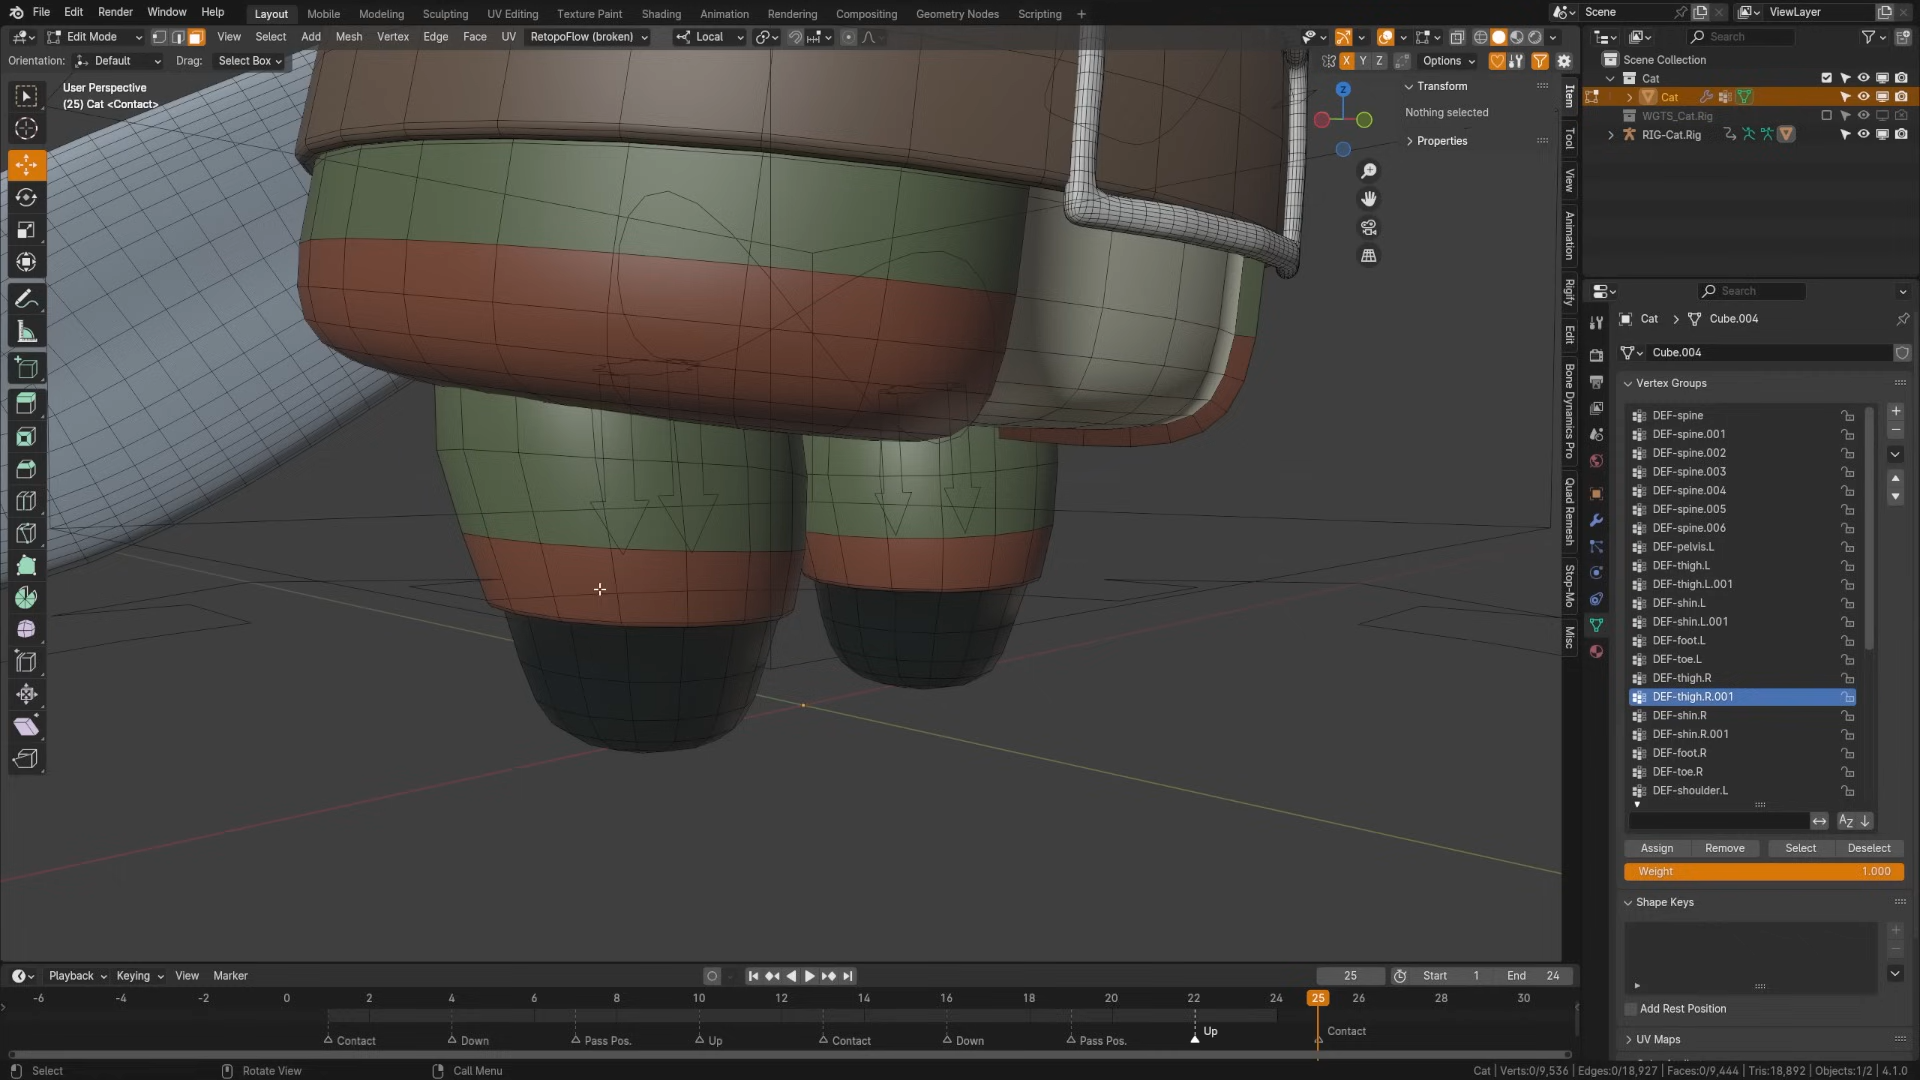 File Edit Render Window Help Layout Mobile Modeling Sculpting UV Editing Texture Paint Shading Animation Rendering Compositing Geometry Nodes Scripting + Scene ViewLayer
Edit Mode View Select Add Mesh Vertex Edge Face UV RetopoFlow (broken) Local Search
Orientation: Default Drag: Select Box X Y Z Options
User Perspective
(25) Cat <Contact>
Z
Transform
Nothing selected
Properties
Item
Tool
View
Animation
Rigify
Edit
Bone Dynamics Pro
Quad Remesh
Stop-Mo
Misc
Scene Collection
Cat
Cat
WGTS_Cat.Rig
RIG-Cat.Rig
Search
Cat > Cube.004
Cube.004
Vertex Groups
DEF-spine
DEF-spine.001
DEF-spine.002
DEF-spine.003
DEF-spine.004
DEF-spine.005
DEF-spine.006
DEF-pelvis.L
DEF-thigh.L
DEF-thigh.L.001
DEF-shin.L
DEF-shin.L.001
DEF-foot.L
DEF-toe.L
DEF-thigh.R
DEF-thigh.R.001
DEF-shin.R
DEF-shin.R.001
DEF-foot.R
DEF-toe.R
DEF-shoulder.L
Assign Remove Select Deselect
Weight 1.000
Shape Keys
Add Rest Position
UV Maps
Playback Keying View Marker 25 Start 1 End 24
-6 -4 -2 0 2 4 6 8 10 12 14 16 18 20 22 24 25 26 28 30
Contact Down Pass Pos. Up Contact Down Pass Pos. Up Contact
Select Rotate View Call Menu Cat | Verts:0/9,536 | Edges:0/18,927 | Faces:0/9,444 | Tris:18,892 | Objects:1/2 | 4.1.0